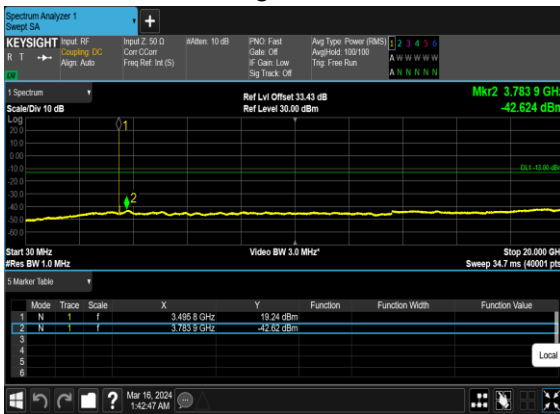 Spectrum Analyzer 1
Swept SA
+
KEYSIGHT Input: RF Input Z: 50 Ω #Atten: 10 dB PNO: Fast Avg Type: Power (RMS) 1 2 3 4 5 6
R T Coupling: DC Corr CCorr Gate: Off Avg|Hold: 100/100 A W W W W W
Align: Auto Freq Ref: Int (S) IF Gain: Low Trig: Free Run
Sig Track: Off A N N N N N
1 Spectrum
Ref Lvl Offset 33.43 dB Mkr2 3.783 9 GHz
Scale/Div 10 dB Ref Level 30.00 dBm -42.624 dBm
Log
20.0
10.0
0.00
-10.0
DL1 -13.00 dBm
-20.0
-30.0
-40.0
-50.0
-60.0
1
2
Start 30 MHz Video BW 3.0 MHz* Stop 20.000 GHz
#Res BW 1.0 MHz Sweep 34.7 ms (40001 pts
5 Marker Table
Mode Trace Scale X Y Function Function Width Function Value
1 N 1 f 3.495 8 GHz 19.24 dBm
2 N 1 f 3.783 9 GHz -42.62 dBm
3
4
5
6
Local
? Mar 16, 2024
1:42:47 AM